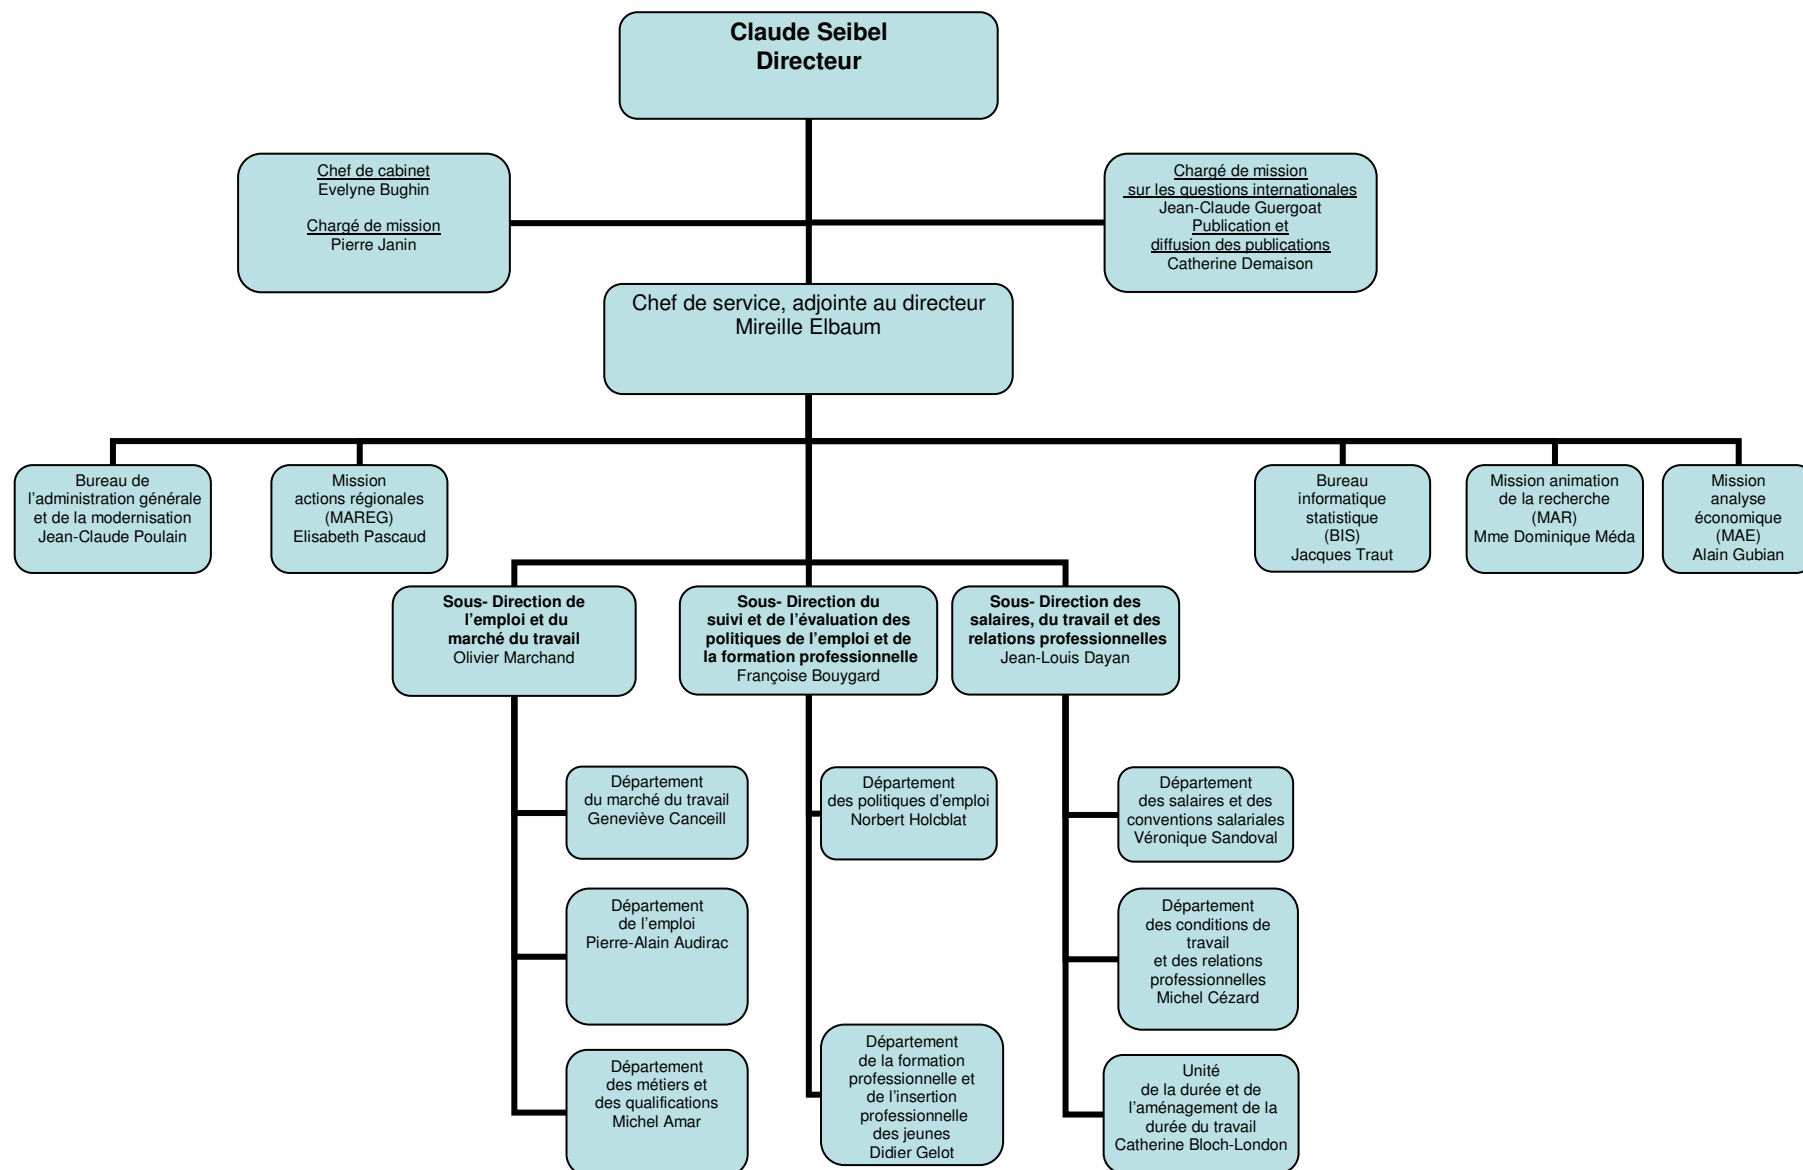 Claude Seibel
Directeur
Chef de cabinet
Evelyne Bughin
Chargé de mission
Pierre Janin
Chargé de mission
sur les questions internationales
Jean-Claude Guergoat
Publication et
diffusion des publications
Catherine Demaison
Chef de service, adjointe au directeur
Mireille Elbaum
Bureau de
l’administration générale
et de la modernisation
Jean-Claude Poulain
Mission
actions régionales
(MAREG)
Elisabeth Pascaud
Bureau
informatique
statistique
(BIS)
Jacques Traut
Mission animation
de la recherche
(MAR)
Mme Dominique Méda
Mission
analyse
économique
(MAE)
Alain Gubian
Sous- Direction de
l’emploi et du
marché du travail
Olivier Marchand
Sous- Direction du
suivi et de l’évaluation des
politiques de l’emploi et de
la formation professionnelle
Françoise Bouygard
Sous- Direction des
salaires, du travail et des
relations professionnelles
Jean-Louis Dayan
Département
du marché du travail
Geneviève Canceill
Département
des politiques d’emploi
Norbert Holcblat
Département
des salaires et des
conventions salariales
Véronique Sandoval
Département
de l’emploi
Pierre-Alain Audirac
Département
des conditions de
travail
et des relations
professionnelles
Michel Cézard
Département
des métiers et
des qualifications
Michel Amar
Département
de la formation
professionnelle et
de l’insertion
professionnelle
des jeunes
Didier Gelot
Unité
de la durée et de
l’aménagement de la
durée du travail
Catherine Bloch-London